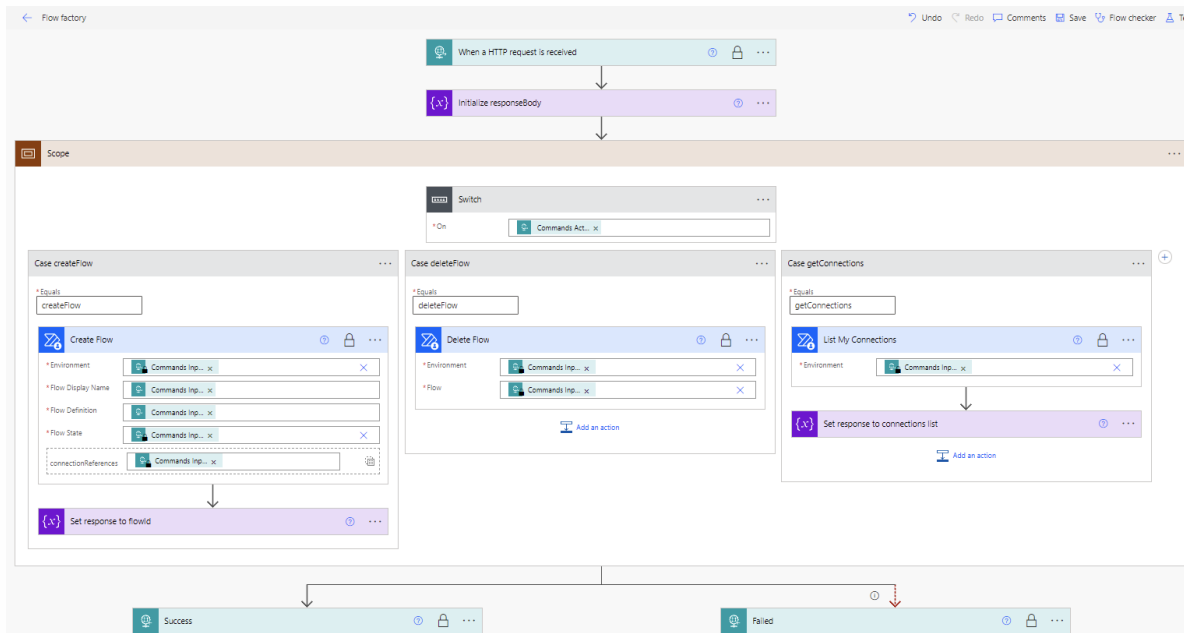 Flow factory
Undo Redo Comments Save Flow checker
When a HTTP request is received
{x} Initialize responseBody
Scope
Switch
*On Commands Act... ×
Case createFlow
*Equals
createFlow
Create Flow
*Environment Commands Inp... ×
*Flow Display Name Commands Inp... ×
*Flow Definition Commands Inp... ×
*Flow State Commands Inp... ×
connectionReferences Commands Inp... ×
{x} Set response to flowId
Case deleteFlow
*Equals
deleteFlow
Delete Flow
*Environment Commands Inp... ×
*Flow Commands Inp... ×
Add an action
Case getConnections
*Equals
getConnections
List My Connections
*Environment Commands Inp... ×
{x} Set response to connections list
Add an action
Success
Failed